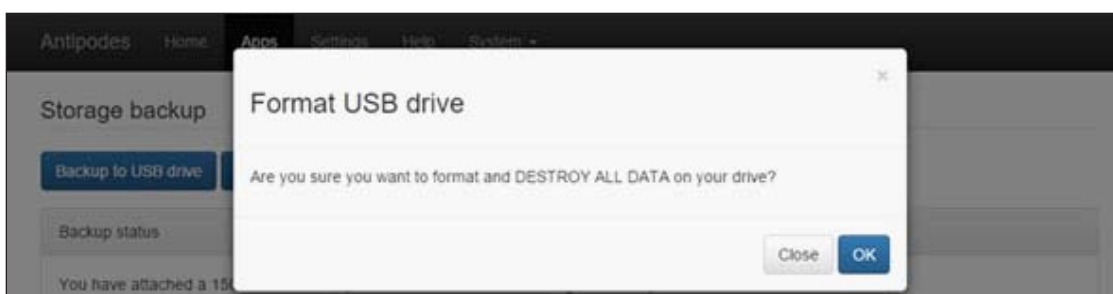 Antipodes Home Apps Settings Help System
×
Format USB drive
Storage backup
Backup to USB drive
Are you sure you want to format and DESTROY ALL DATA on your drive?
Backup status
Close OK
You have attached a